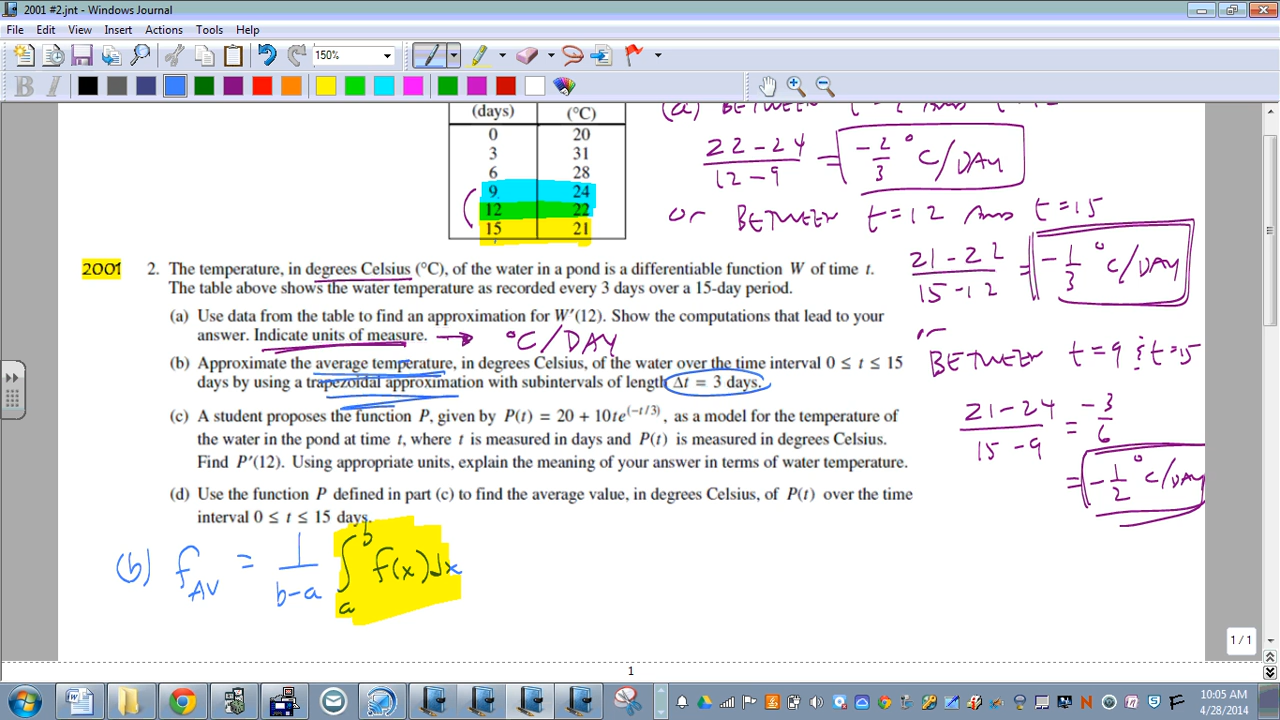 2001 #2.jnt - Windows Journal
File Edit View Insert Actions Tools Help
150%
B I
(days) (°C)
0 20
3 31
6 28
9 24
12 22
15 21
22 - 24
12 - 9
= -2/3 °C/DAY
or BETWEEN t = 12 AND t = 15
21 - 22
15 - 12
= -1/3 °C/DAY
or
BETWEEN t = 9 & t = 15
21 - 24
15 - 9
= -3/6
= -1/2 °C/DAY
2001 2. The temperature, in degrees Celsius (°C), of the water in a pond is a differentiable function W of time t.
The table above shows the water temperature as recorded every 3 days over a 15-day period.
(a) Use data from the table to find an approximation for W′(12). Show the computations that lead to your
answer. Indicate units of measure. → °C/DAY
(b) Approximate the average temperature, in degrees Celsius, of the water over the time interval 0 ≤ t ≤ 15
days by using a trapezoidal approximation with subintervals of length Δt = 3 days.
(c) A student proposes the function P, given by P(t) = 20 + 10te^(−t/3), as a model for the temperature of
the water in the pond at time t, where t is measured in days and P(t) is measured in degrees Celsius.
Find P′(12). Using appropriate units, explain the meaning of your answer in terms of water temperature.
(d) Use the function P defined in part (c) to find the average value, in degrees Celsius, of P(t) over the time
interval 0 ≤ t ≤ 15 days.
(b) f_AV = 1/(b-a) ∫_a^b f(x)dx
1 / 1
1
10:05 AM
4/28/2014